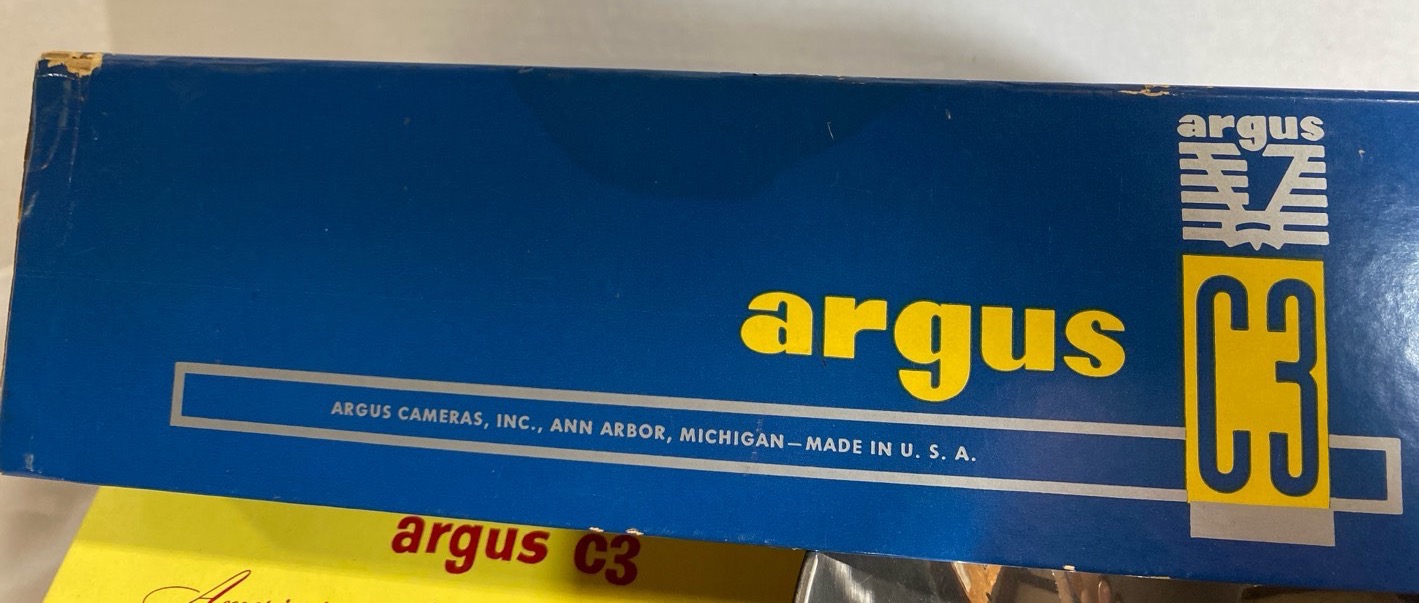 argus
C3
argus
ARGUS CAMERAS, INC., ANN ARBOR, MICHIGAN—MADE IN U. S. A.
argus c3